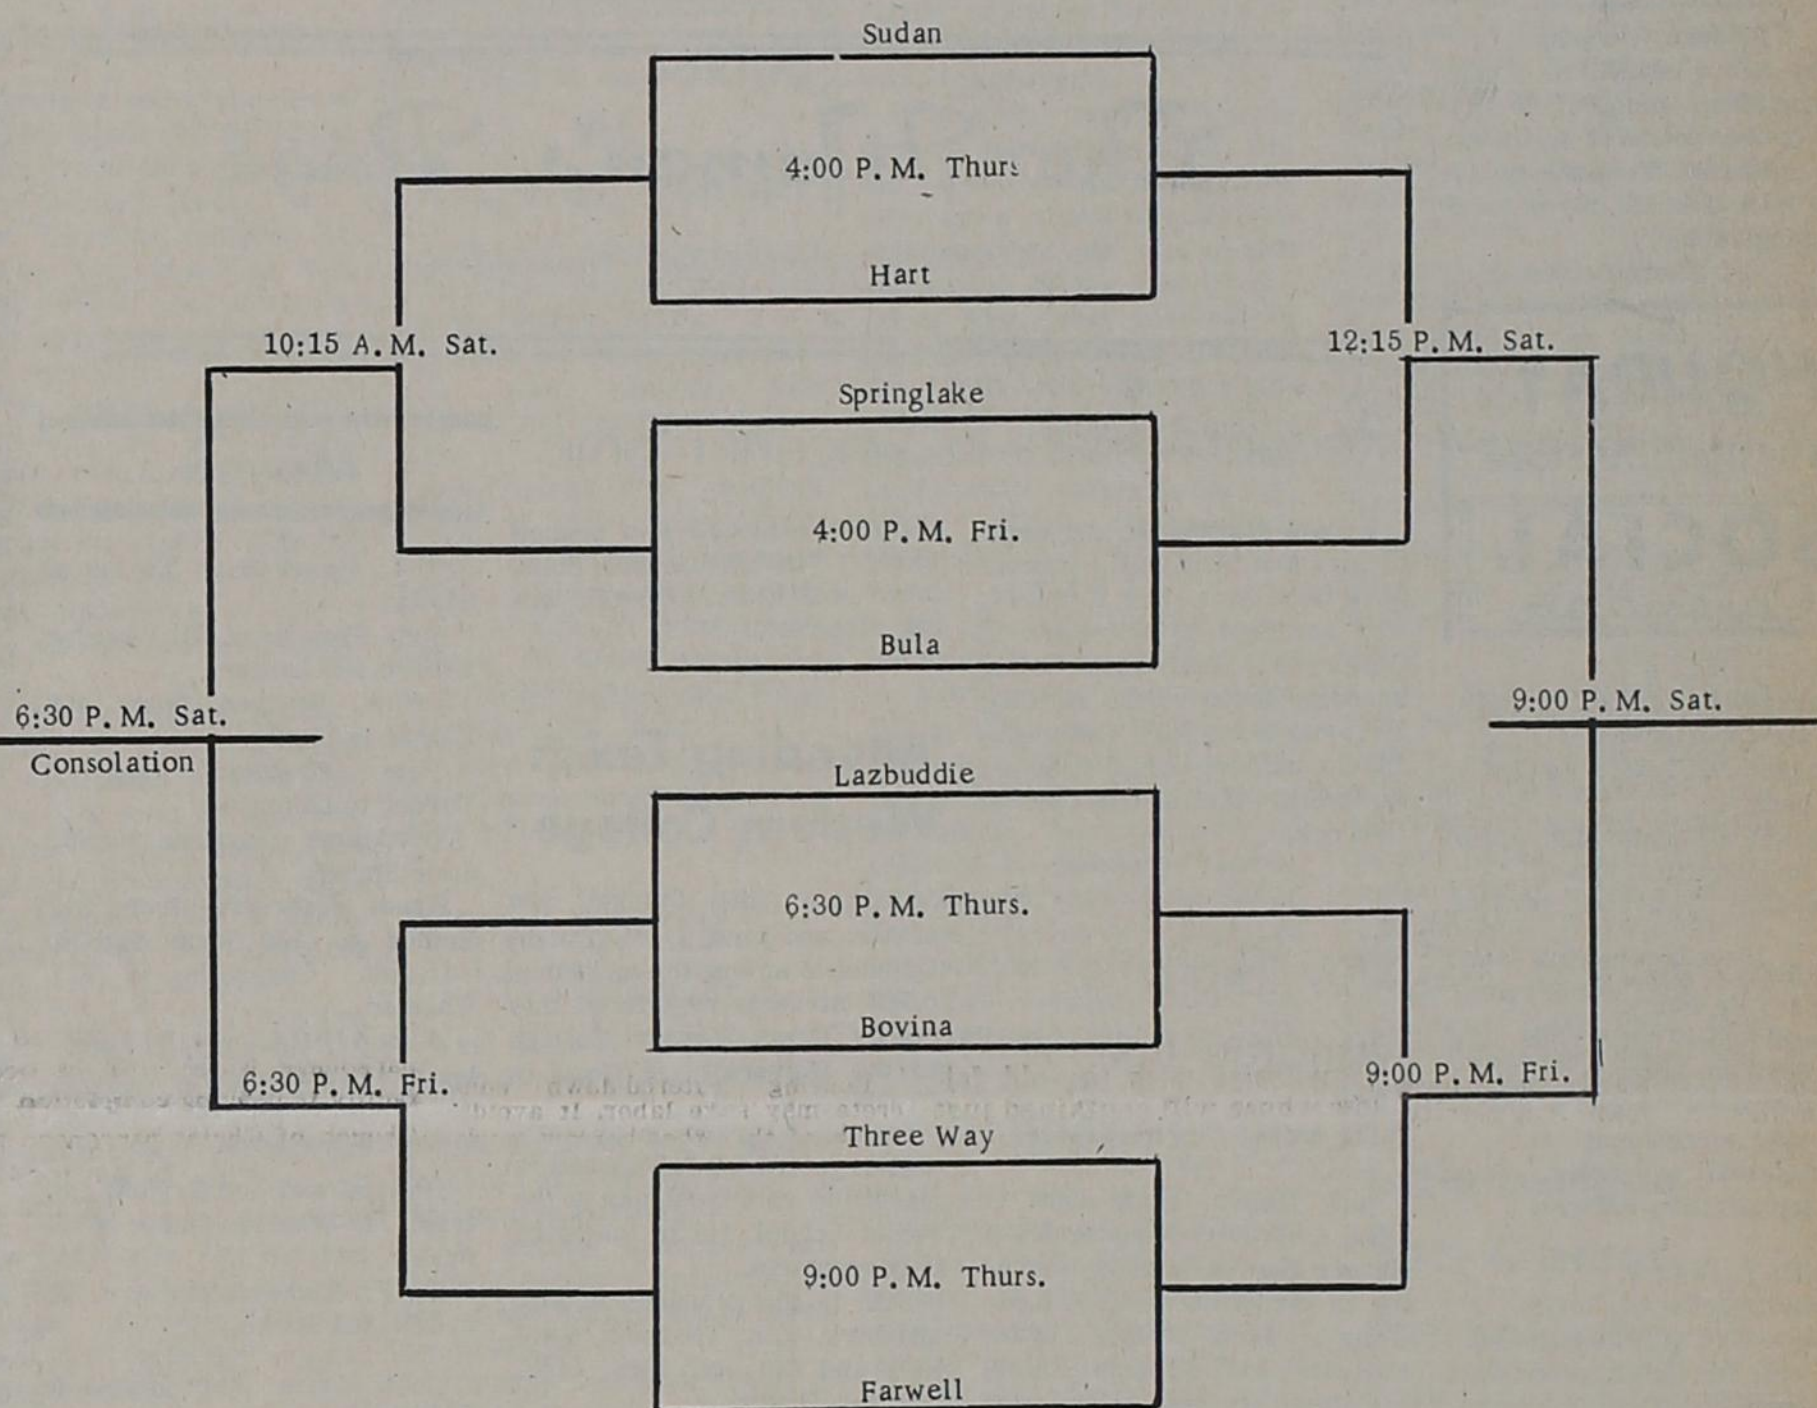 Sudan
4:00 P. M. Thurs
Hart
10:15 A. M. Sat.
12:15 P. M. Sat.
Springlake
4:00 P. M. Fri.
Bula
6:30 P. M. Sat.
Consolation
9:00 P. M. Sat.
Lazbuddie
6:30 P. M. Thurs.
Bovina
6:30 P. M. Fri.
9:00 P. M. Fri.
Three Way
9:00 P. M. Thurs.
Farwell